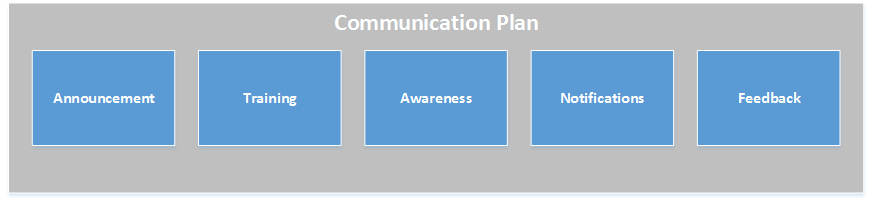 Communication Plan
Announcement
Training
Awareness
Notifications
Feedback